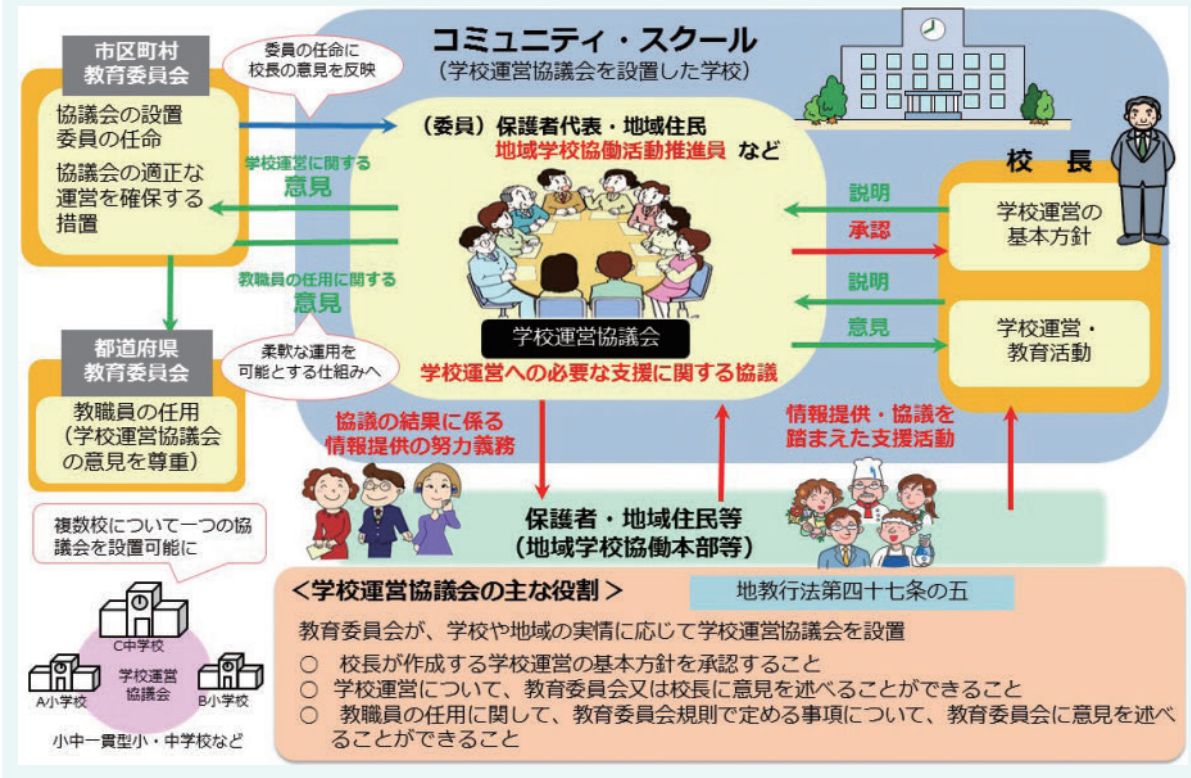 コミュニティ・スクール
（学校運営協議会を設置した学校）
市区町村
教育委員会
協議会の設置
委員の任命
協議会の適正な
運営を確保する
措置
委員の任命に
校長の意見を反映
学校運営に関する
意見
教職員の任用に関する
意見
柔軟な運用を
可能とする仕組みへ
都道府県
教育委員会
教職員の任用
（学校運営協議会
の意見を尊重）
（委員）保護者代表・地域住民
地域学校協働活動推進員 など
学校運営協議会
学校運営への必要な支援に関する協議
説明
承認
説明
意見
校 長
学校運営の
基本方針
学校運営・
教育活動
協議の結果に係る
情報提供の努力義務
情報提供・協議を
踏まえた支援活動
保護者・地域住民等
（地域学校協働本部等）
複数校について一つの協
議会を設置可能に
C中学校
学校運営
協議会
A小学校
B小学校
小中一貫型小・中学校など
＜学校運営協議会の主な役割＞
地教行法第四十七条の五
教育委員会が、学校や地域の実情に応じて学校運営協議会を設置
○ 校長が作成する学校運営の基本方針を承認すること
○ 学校運営について、教育委員会又は校長に意見を述べることができること
○ 教職員の任用に関して、教育委員会規則で定める事項について、教育委員会に意見を述べ
ることができること